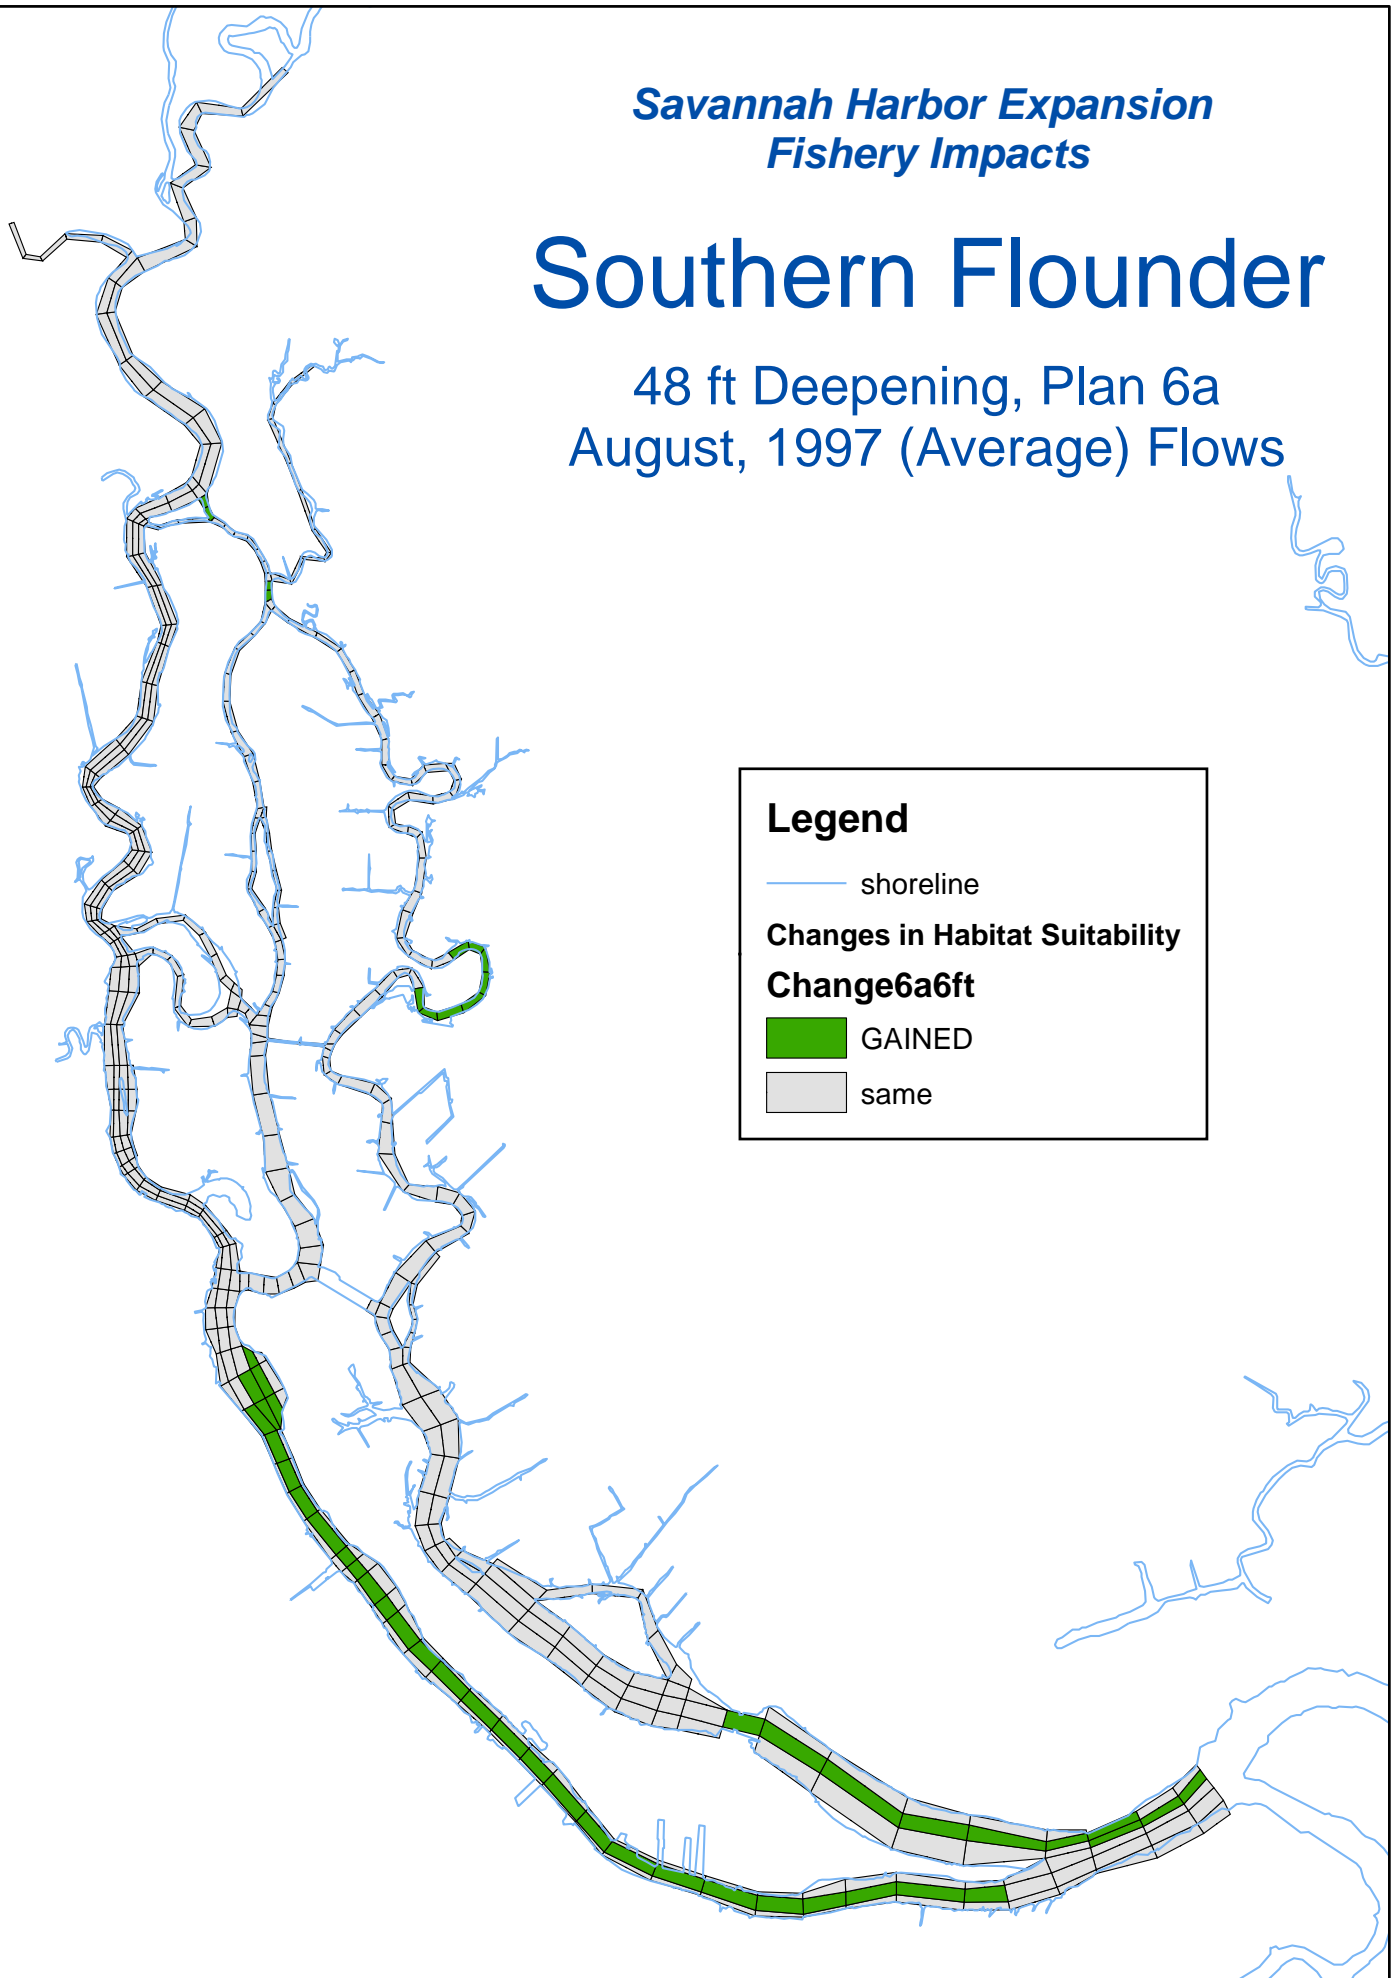 Savannah Harbor Expansion
Fishery Impacts
Southern Flounder
48 ft Deepening, Plan 6a
August, 1997 (Average) Flows
Legend
shoreline
Changes in Habitat Suitability
Change6a6ft
GAINED
same